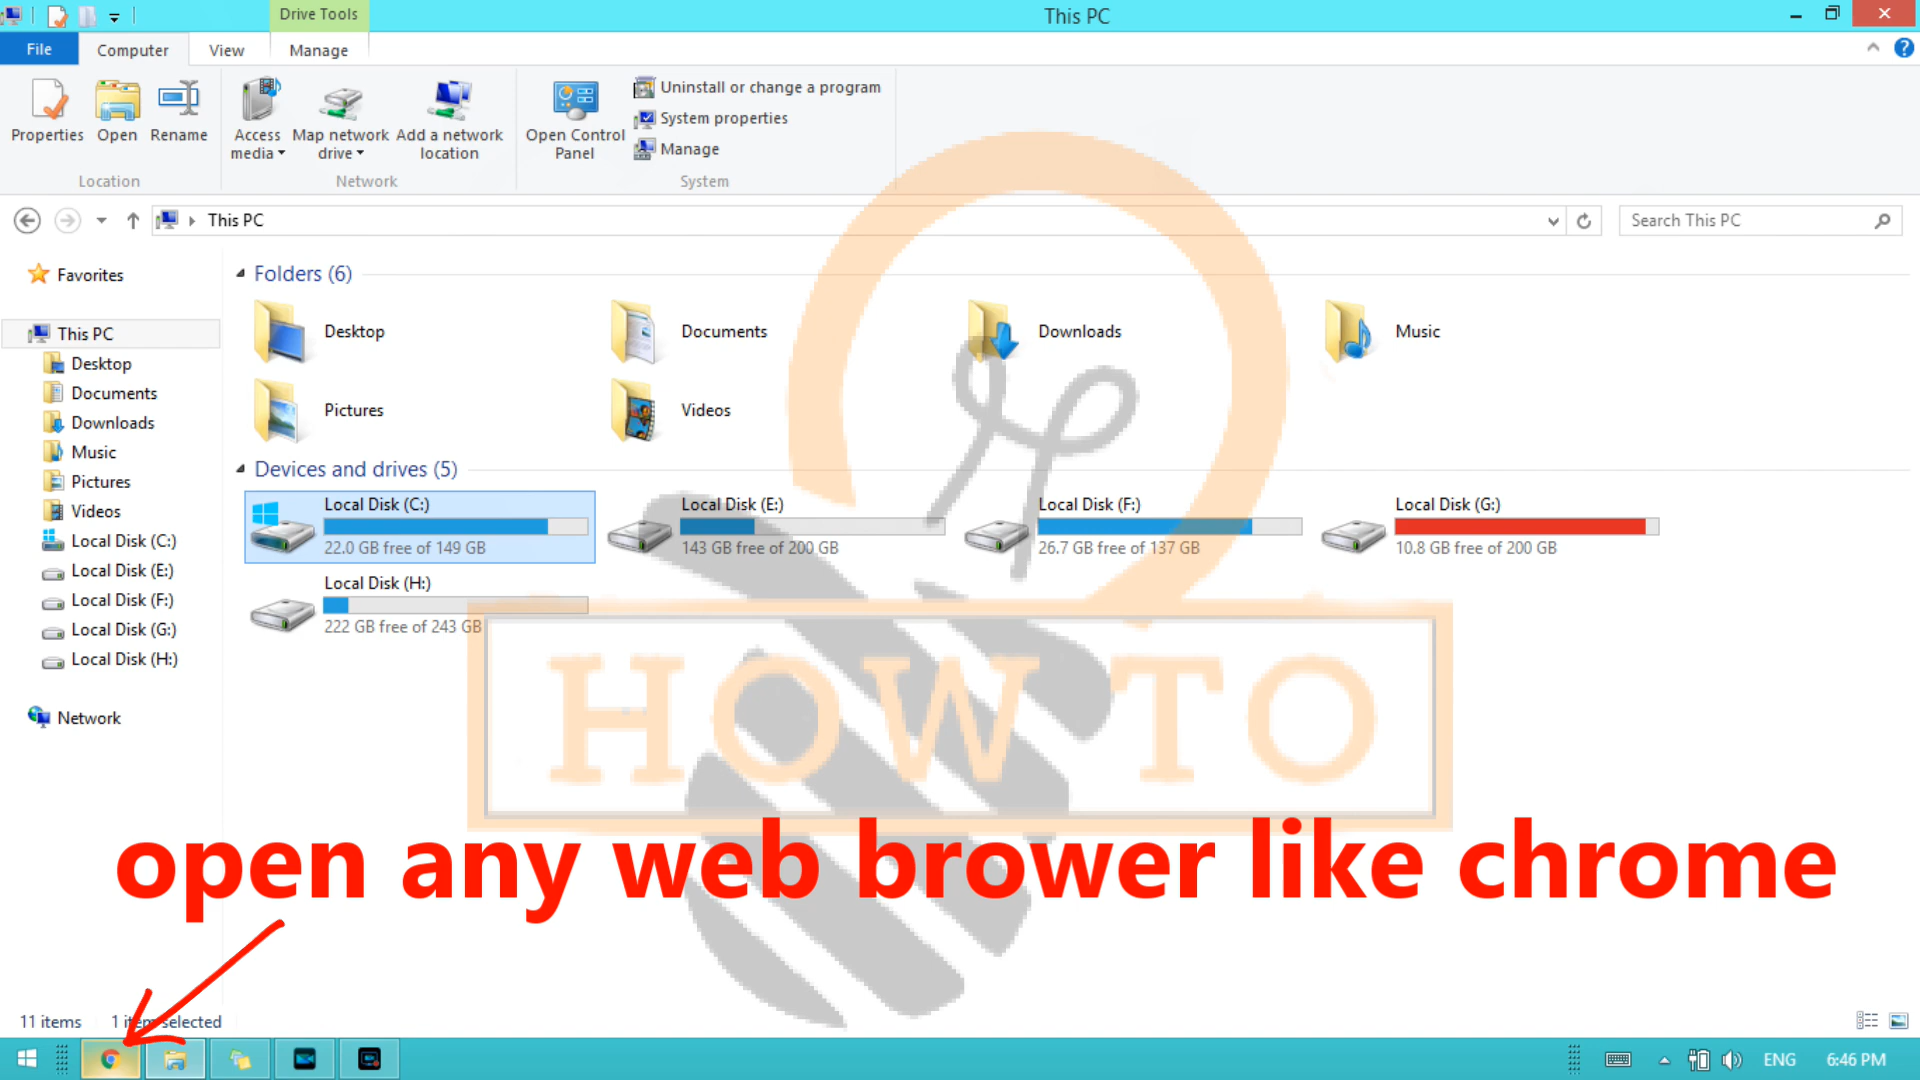 Drive Tools
This PC
File
Computer
View
Manage
Properties
Open
Rename
Access media
Map network drive
Add a network location
Open Control Panel
Uninstall or change a program
System properties
Manage
Location
Network
System
This PC
Search This PC
Favorites
This PC
Desktop
Documents
Downloads
Music
Pictures
Videos
Local Disk (C:)
Local Disk (E:)
Local Disk (F:)
Local Disk (G:)
Local Disk (H:)
Network
Folders (6)
Desktop
Documents
Downloads
Music
Pictures
Videos
Devices and drives (5)
Local Disk (C:)
22.0 GB free of 149 GB
Local Disk (E:)
143 GB free of 200 GB
Local Disk (F:)
26.7 GB free of 137 GB
Local Disk (G:)
10.8 GB free of 200 GB
Local Disk (H:)
222 GB free of 243 GB
HOW TO
open any web brower like chrome
11 items
1 item selected
ENG
6:46 PM